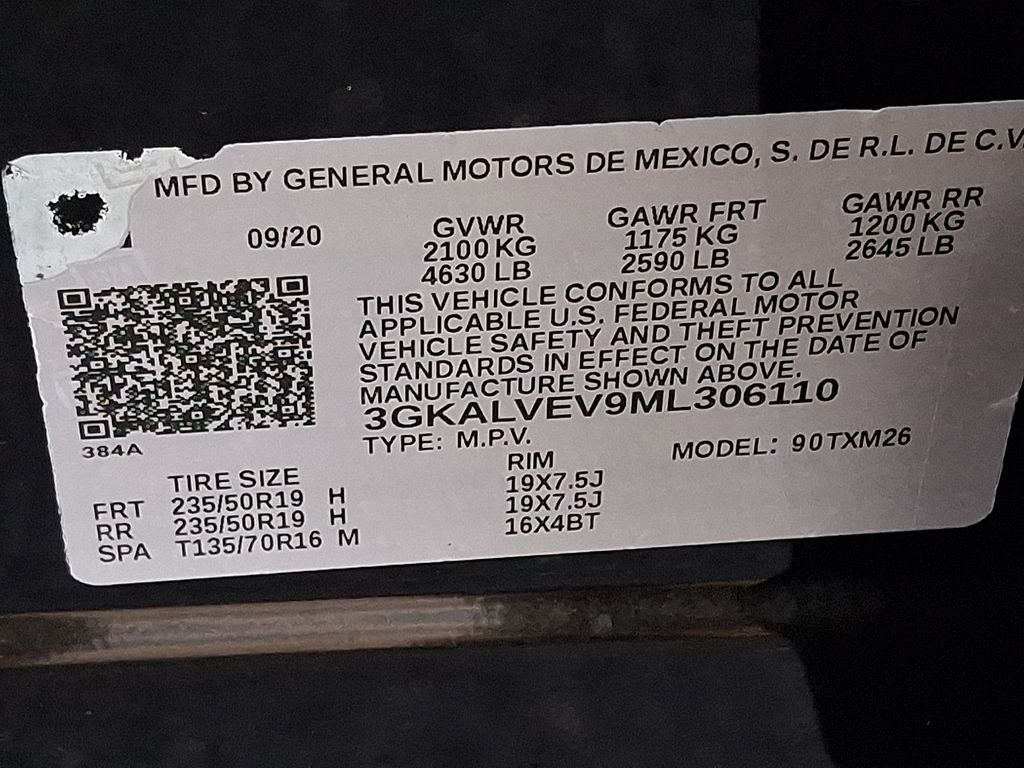 MFD BY GENERAL MOTORS DE MEXICO, S. DE R.L. DE C.V.
09/20 GVWR GAWR FRT GAWR RR
2100 KG 1175 KG 1200 KG
4630 LB 2590 LB 2645 LB
THIS VEHICLE CONFORMS TO ALL
APPLICABLE U.S. FEDERAL MOTOR
VEHICLE SAFETY AND THEFT PREVENTION
STANDARDS IN EFFECT ON THE DATE OF
MANUFACTURE SHOWN ABOVE.
3GKALVEV9ML306110
384A TYPE: M.P.V. MODEL: 90TXM26
TIRE SIZE RIM
FRT 235/50R19 H 19X7.5J
RR 235/50R19 H 19X7.5J
SPA T135/70R16 M 16X4BT